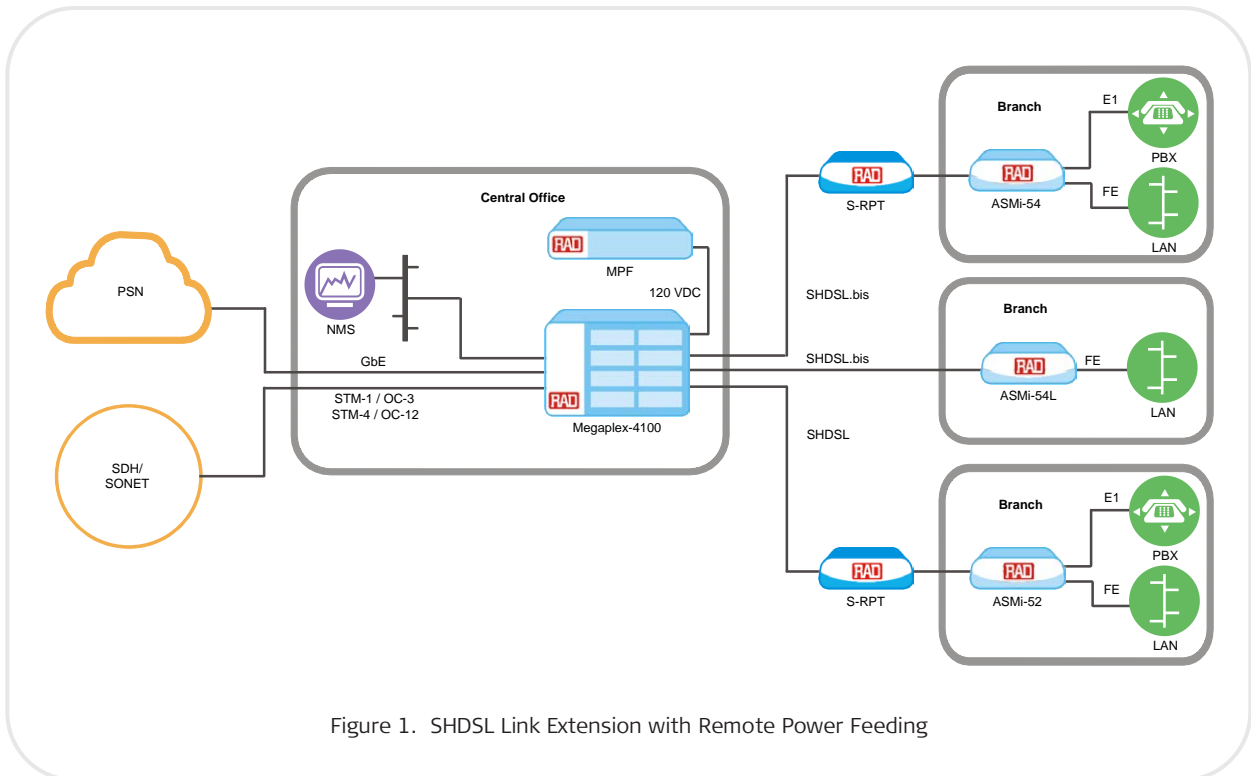 Branch
E1
PBX
FE
LAN
RAD
ASMi-54
RAD
S-RPT
Central Office
RAD
MPF
120 VDC
NMS
PSN
GbE
STM-1 / OC-3
STM-4 / OC-12
RAD
Megaplex-4100
SHDSL.bis
SHDSL.bis
SHDSL
Branch
RAD
ASMi-54L
FE
LAN
SDH/
SONET
RAD
S-RPT
Branch
E1
PBX
RAD
ASMi-52
FE
LAN
Figure 1. SHDSL Link Extension with Remote Power Feeding